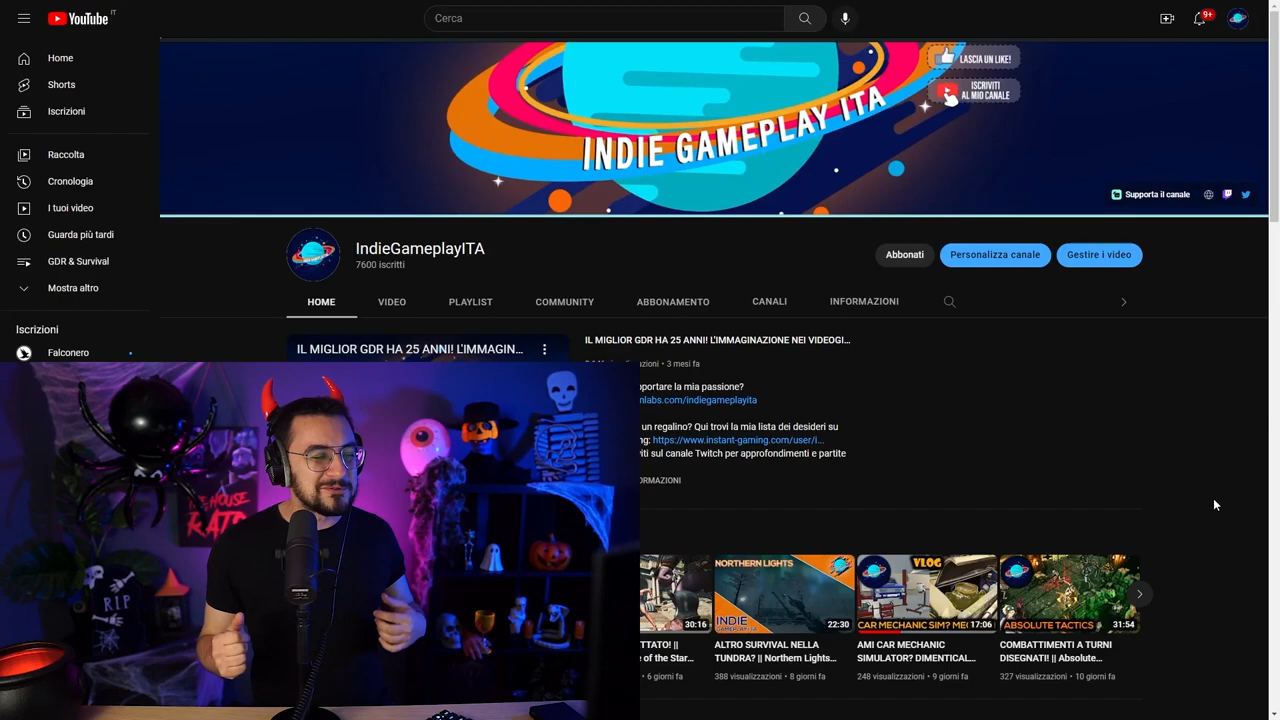 YouTube IT
Cerca
9+
Home
Shorts
Iscrizioni
Raccolta
Cronologia
I tuoi video
Guarda più tardi
GDR & Survival
Mostra altro
Iscrizioni
Falconero
LASCIA UN LIKE!
ISCRIVITI
AL MIO CANALE
INDIE GAMEPLAY ITA
Supporta il canale
IndieGameplayITA
7600 iscritti
Abbonati
Personalizza canale
Gestire i video
HOME
VIDEO
PLAYLIST
COMMUNITY
ABBONAMENTO
CANALI
INFORMAZIONI
IL MIGLIOR GDR HA 25 ANNI! L'IMMAGIN...
IL MIGLIOR GDR HA 25 ANNI! L'IMMAGINAZIONE NEI VIDEOGI...
• 3 mesi fa
la mia passione?
mlabs.com/indiegameplayita
un regalino? Qui trovi la mia lista dei desideri su
https://www.instant-gaming.com/user/i...
sul canale Twitch per approfondimenti e partite
ORMAZIONI
RIP
30:16
NORTHERN LIGHTS
INDIE
22:30
VLOG
CAR MECHANIC SIM?
17:06
ABSOLUTE TACTICS
31:54
TTATO! ||
e of the Star...
• 6 giorni fa
ALTRO SURVIVAL NELLA
TUNDRA? || Northern Lights...
388 visualizzazioni • 8 giorni fa
AMI CAR MECHANIC
SIMULATOR? DIMENTICAL...
248 visualizzazioni • 9 giorni fa
COMBATTIMENTI A TURNI
DISEGNATI! || Absolute...
327 visualizzazioni • 10 giorni fa